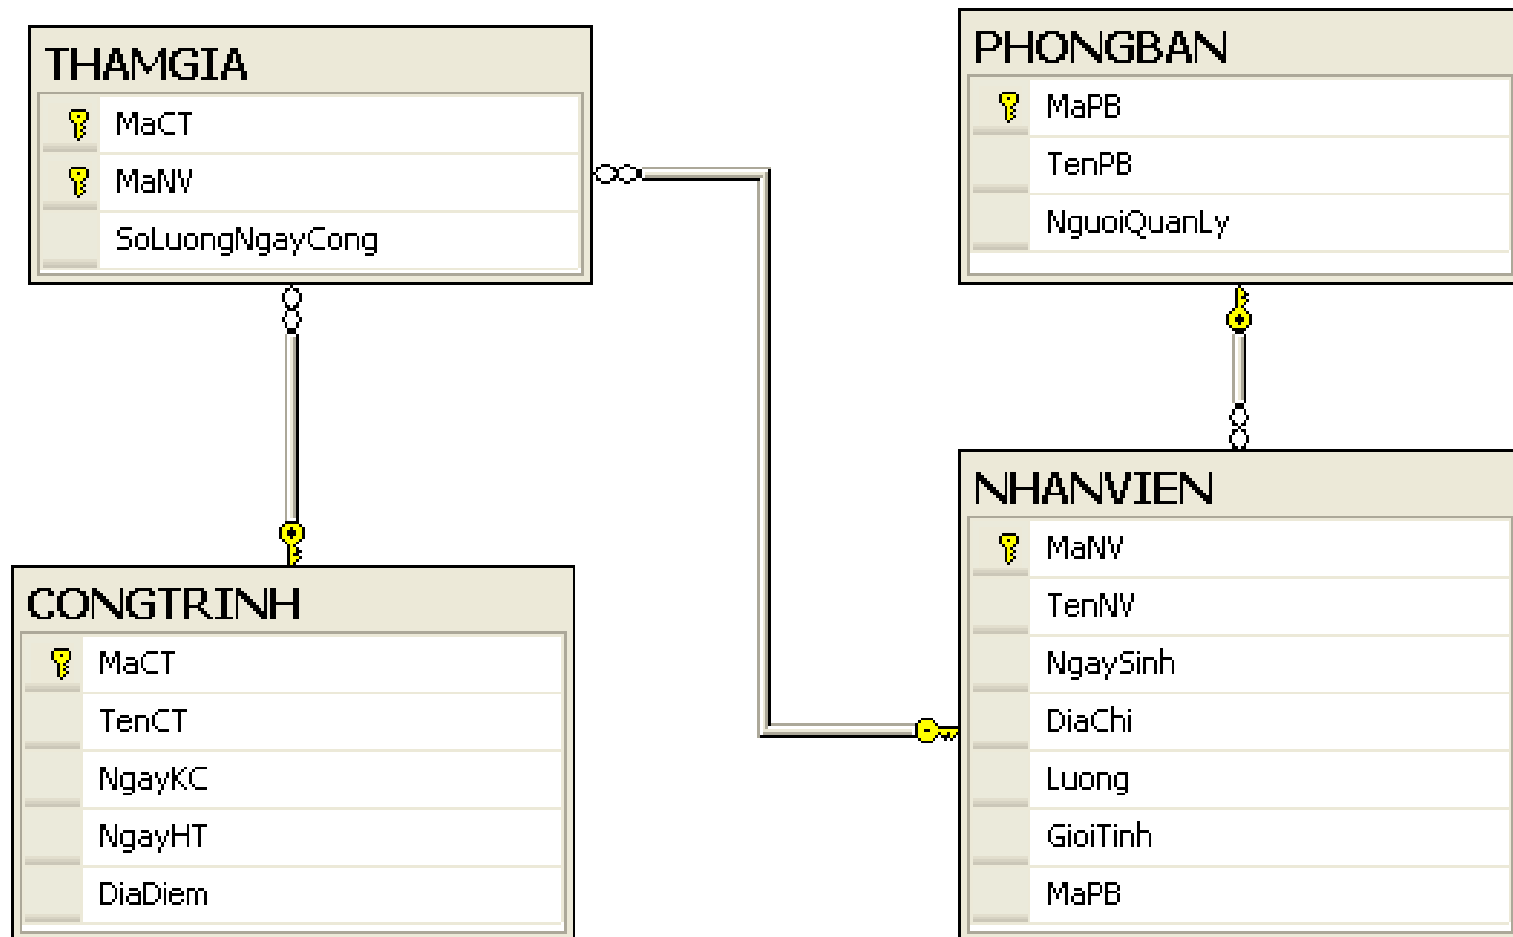 THAMGIA
MaCT
MaNV
SoLuongNgayCong
PHONGBAN
MaPB
TenPB
NguoiQuanLy
CONGTRINH
MaCT
TenCT
NgayKC
NgayHT
DiaDiem
NHANVIEN
MaNV
TenNV
NgaySinh
DiaChi
Luong
GioiTinh
MaPB